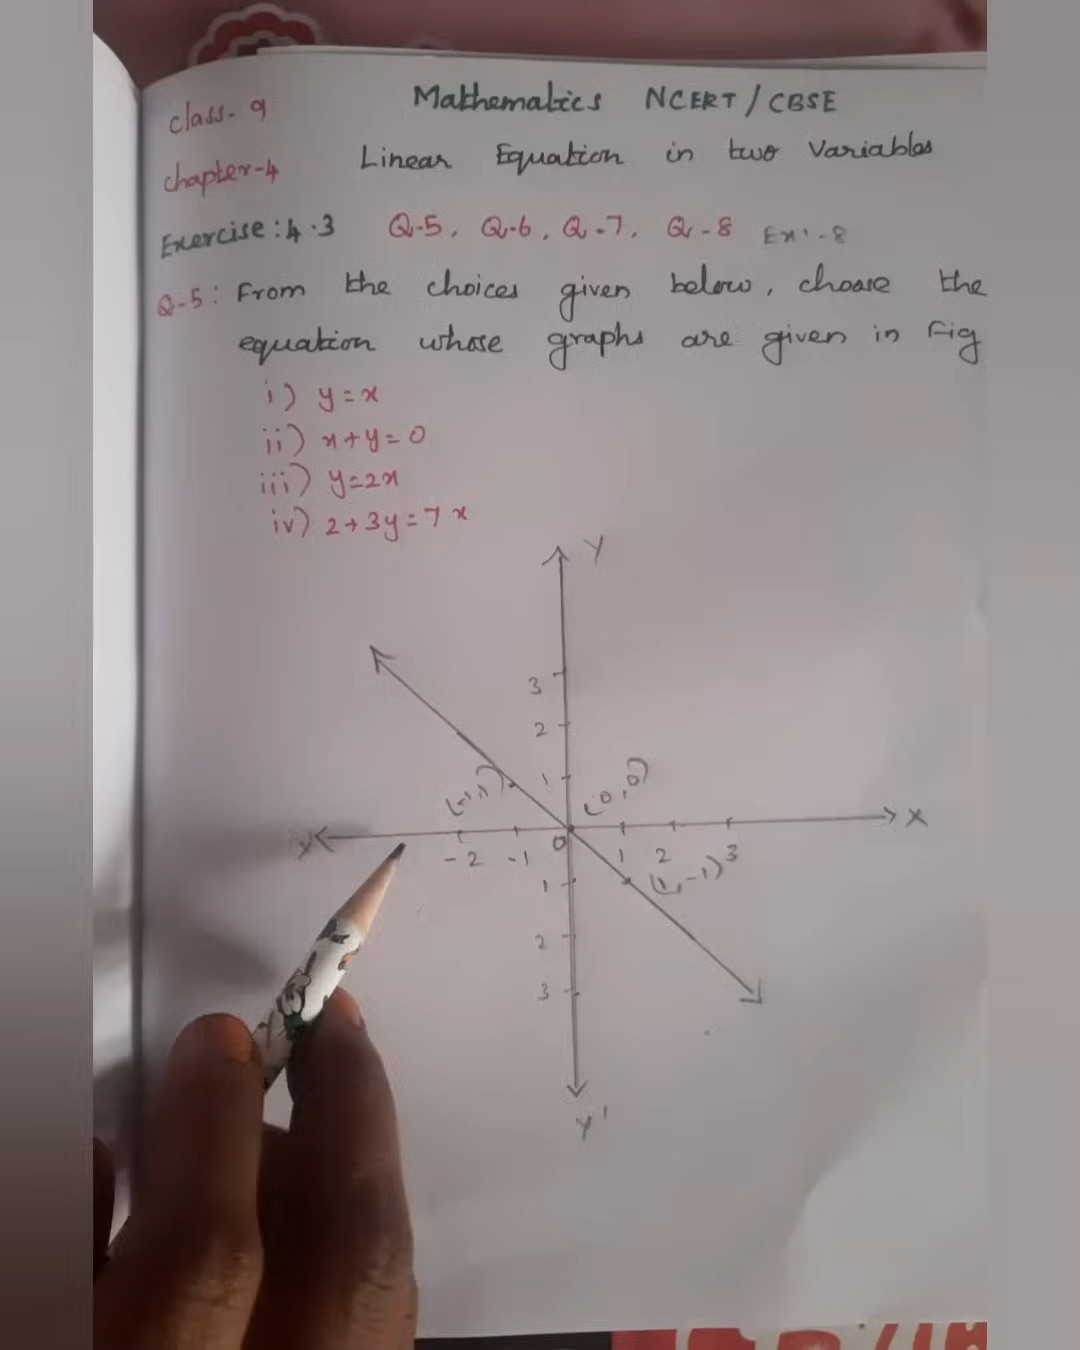 class-9
Mathematics NCERT/CBSE
chapter-4
Linear Equation in two Variables
Exercise: 4.3 Q-5, Q-6, Q-7, Q-8
Q-5: From the choices given below, choose the
equation whose graphs are given in Fig
i) y=x
ii) x+y=0
iii) y=2x
iv) 2+3y=7x
Y
3
2
1
(-1,1)
(0,0)
X
0
-2 -1 1 2 3
1 (1,-1)
2
3
Y'